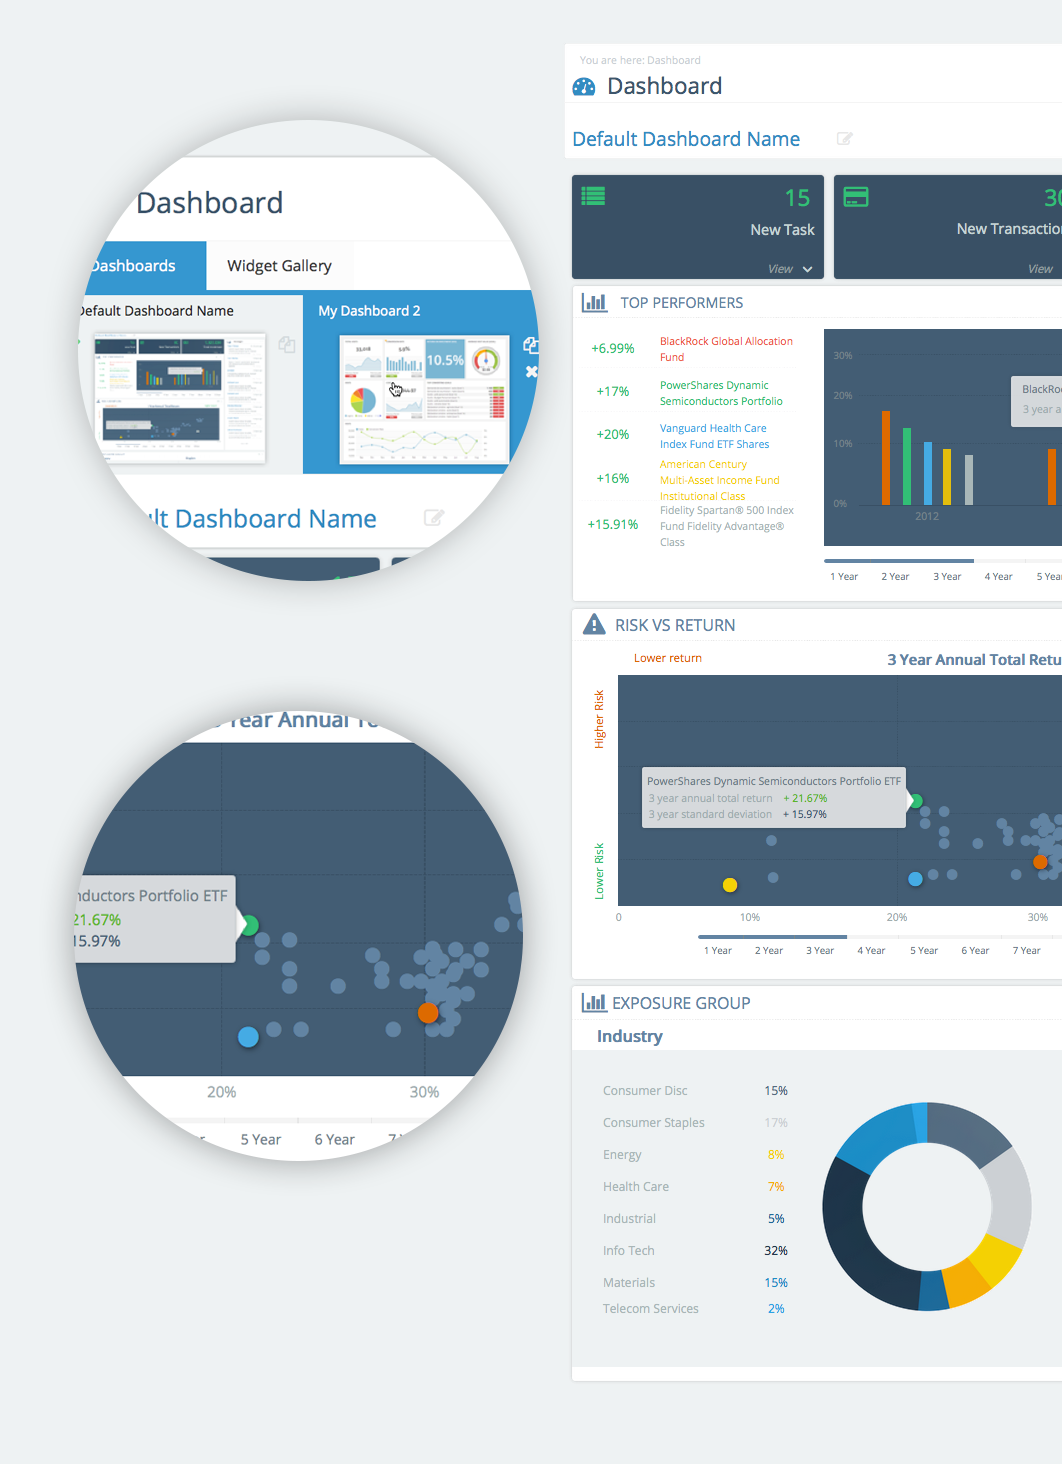 You are here: Dashboard
Dashboard
Default Dashboard Name
15
New Task
View
30
New Transactio
View
TOP PERFORMERS
+6.99%
BlackRock Global Allocation
Fund
+17%
PowerShares Dynamic
Semiconductors Portfolio
+20%
Vanguard Health Care
Index Fund ETF Shares
+16%
American Century
Multi-Asset Income Fund
Institutional Class
+15.91%
Fidelity Spartan® 500 Index
Fund Fidelity Advantage®
Class
30%
20%
10%
0%
2012
BlackRoc
3 year a
1 Year 2 Year 3 Year 4 Year 5 Yea
RISK VS RETURN
Lower return
3 Year Annual Total Retu
Higher Risk
Lower Risk
PowerShares Dynamic Semiconductors Portfolio ETF
3 year annual total return + 21.67%
3 year standard deviation + 15.97%
0 10% 20% 30%
1 Year 2 Year 3 Year 4 Year 5 Year 6 Year 7 Year
EXPOSURE GROUP
Industry
Consumer Disc 15%
Consumer Staples 17%
Energy 8%
Health Care 7%
Industrial 5%
Info Tech 32%
Materials 15%
Telecom Services 2%
Dashboard
Dashboards
Widget Gallery
Default Dashboard Name
My Dashboard 2
10.5%
lt Dashboard Name
Year Annual To
nductors Portfolio ETF
21.67%
15.97%
20% 30%
r 5 Year 6 Year 7